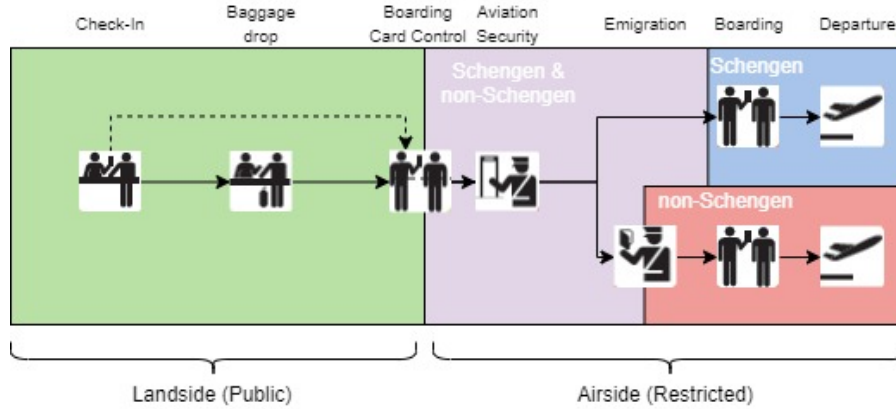 Check-In
Baggage
drop
Boarding
Card Control
Aviation
Security
Emigration
Boarding
Departure
Schengen &
non-Schengen
Schengen
non-Schengen
Landside (Public)
Airside (Restricted)